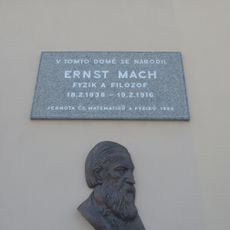 V TOMTO DOMĚ SE NARODIL
ERNST MACH
FYZIK A FILOZOF
18.2.1838 - 19.2.1916
JEDNOTA ČS. MATEMATIKŮ A FYZIKŮ 1988